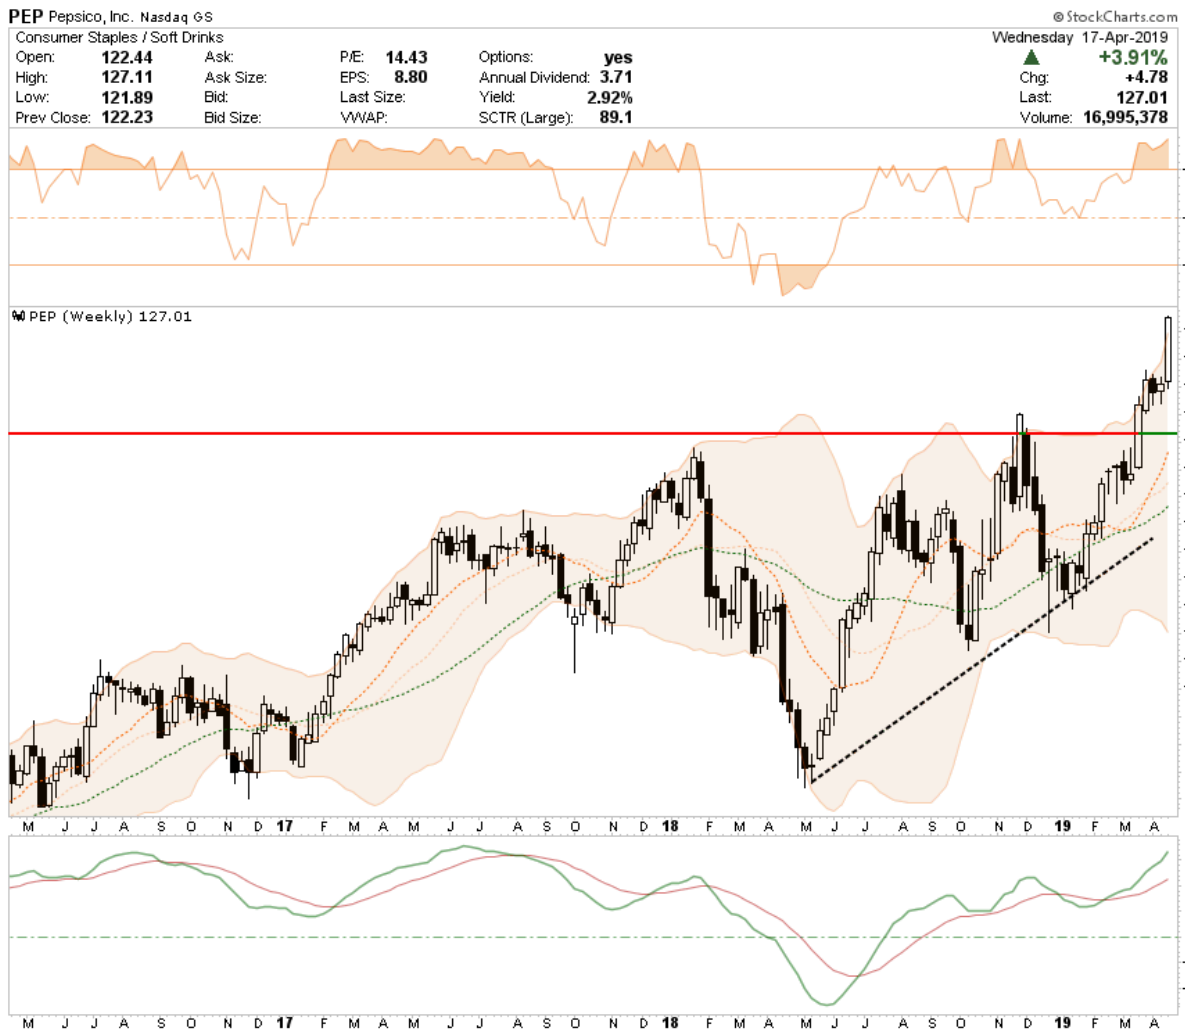 PEP Pepsico, Inc. Nasdaq GS © StockCharts.com
Consumer Staples / Soft Drinks Wednesday 17-Apr-2019
Open: 122.44 Ask: P/E: 14.43 Options: yes ▲ +3.91%
High: 127.11 Ask Size: EPS: 8.80 Annual Dividend: 3.71 Chg: +4.78
Low: 121.89 Bid: Last Size: Yield: 2.92% Last: 127.01
Prev Close: 122.23 Bid Size: VWAP: SCTR (Large): 89.1 Volume: 16,995,378
PEP (Weekly) 127.01
M J J A S O N D 17 F M A M J J A S O N D 18 F M A M J J A S O N D 19 F M A
M J J A S O N D 17 F M A M J J A S O N D 18 F M A M J J A S O N D 19 F M A